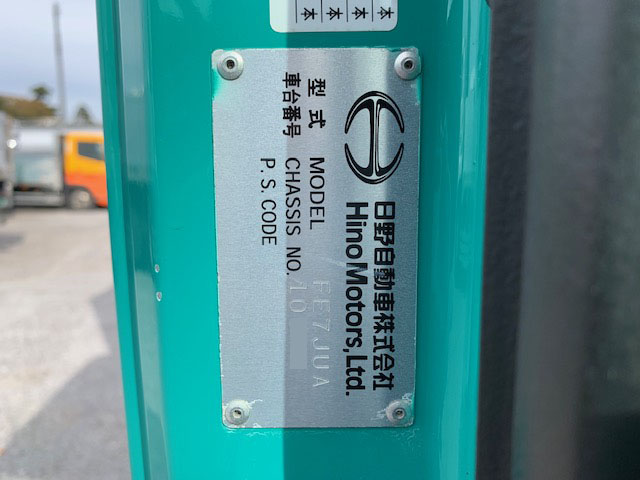 本 本 本 本
日野自動車株式会社
Hino Motors, Ltd.
型式 MODEL FE7JUA
車台番号 CHASSIS NO. 10
P. S. CODE